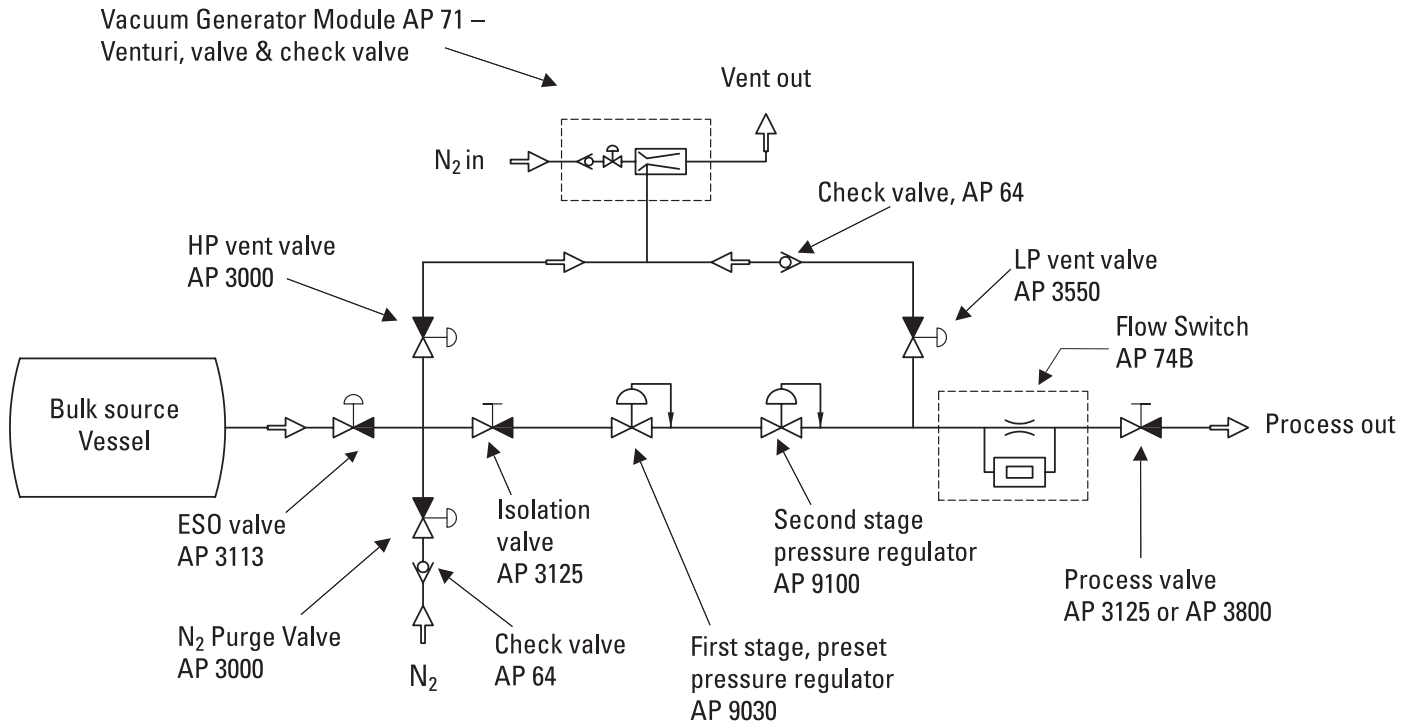 Vacuum Generator Module AP 71 –
Venturi, valve & check valve
Vent out
N₂ in
Check valve, AP 64
HP vent valve
AP 3000
LP vent valve
AP 3550
Flow Switch
AP 74B
Bulk source
Vessel
Process out
ESO valve
AP 3113
Isolation
valve
AP 3125
Second stage
pressure regulator
AP 9100
Process valve
AP 3125 or AP 3800
N₂ Purge Valve
AP 3000
N₂
Check valve
AP 64
First stage, preset
pressure regulator
AP 9030